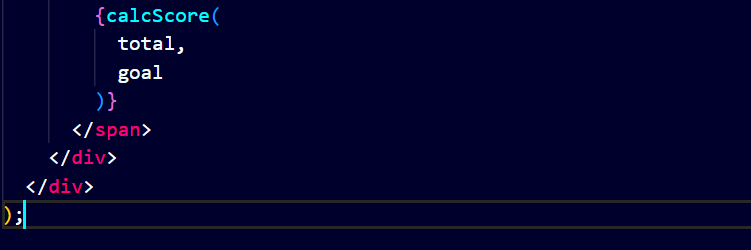 {calcScore(
total,
goal
)}
</span>
</div>
</div>
);